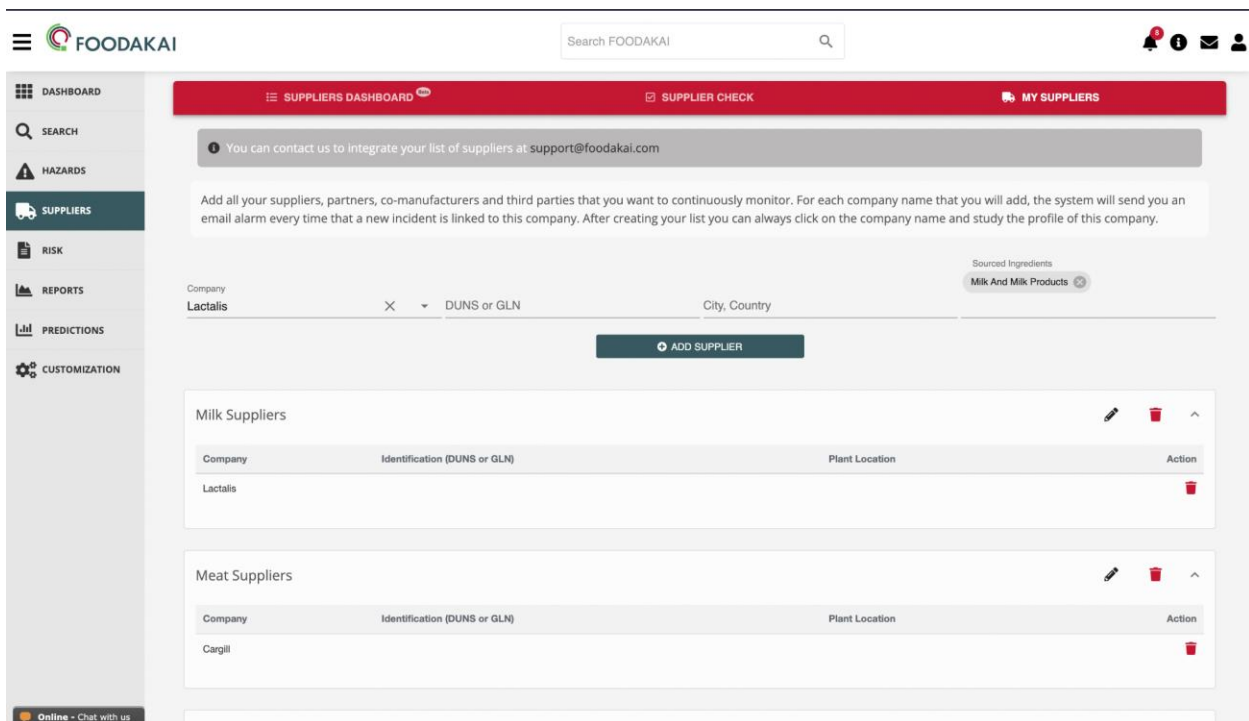 FOODAKAI
Search FOODAKAI
8
DASHBOARD
SEARCH
HAZARDS
SUPPLIERS
RISK
REPORTS
PREDICTIONS
CUSTOMIZATION
SUPPLIERS DASHBOARD Beta
SUPPLIER CHECK
MY SUPPLIERS
You can contact us to integrate your list of suppliers at support@foodakai.com
Add all your suppliers, partners, co-manufacturers and third parties that you want to continuously monitor. For each company name that you will add, the system will send you an
email alarm every time that a new incident is linked to this company. After creating your list you can always click on the company name and study the profile of this company.
Company
Lactalis
DUNS or GLN
City, Country
Sourced Ingredients
Milk And Milk Products
ADD SUPPLIER
Milk Suppliers
Company Identification (DUNS or GLN) Plant Location Action
Lactalis
Meat Suppliers
Company Identification (DUNS or GLN) Plant Location Action
Cargill
Online - Chat with us